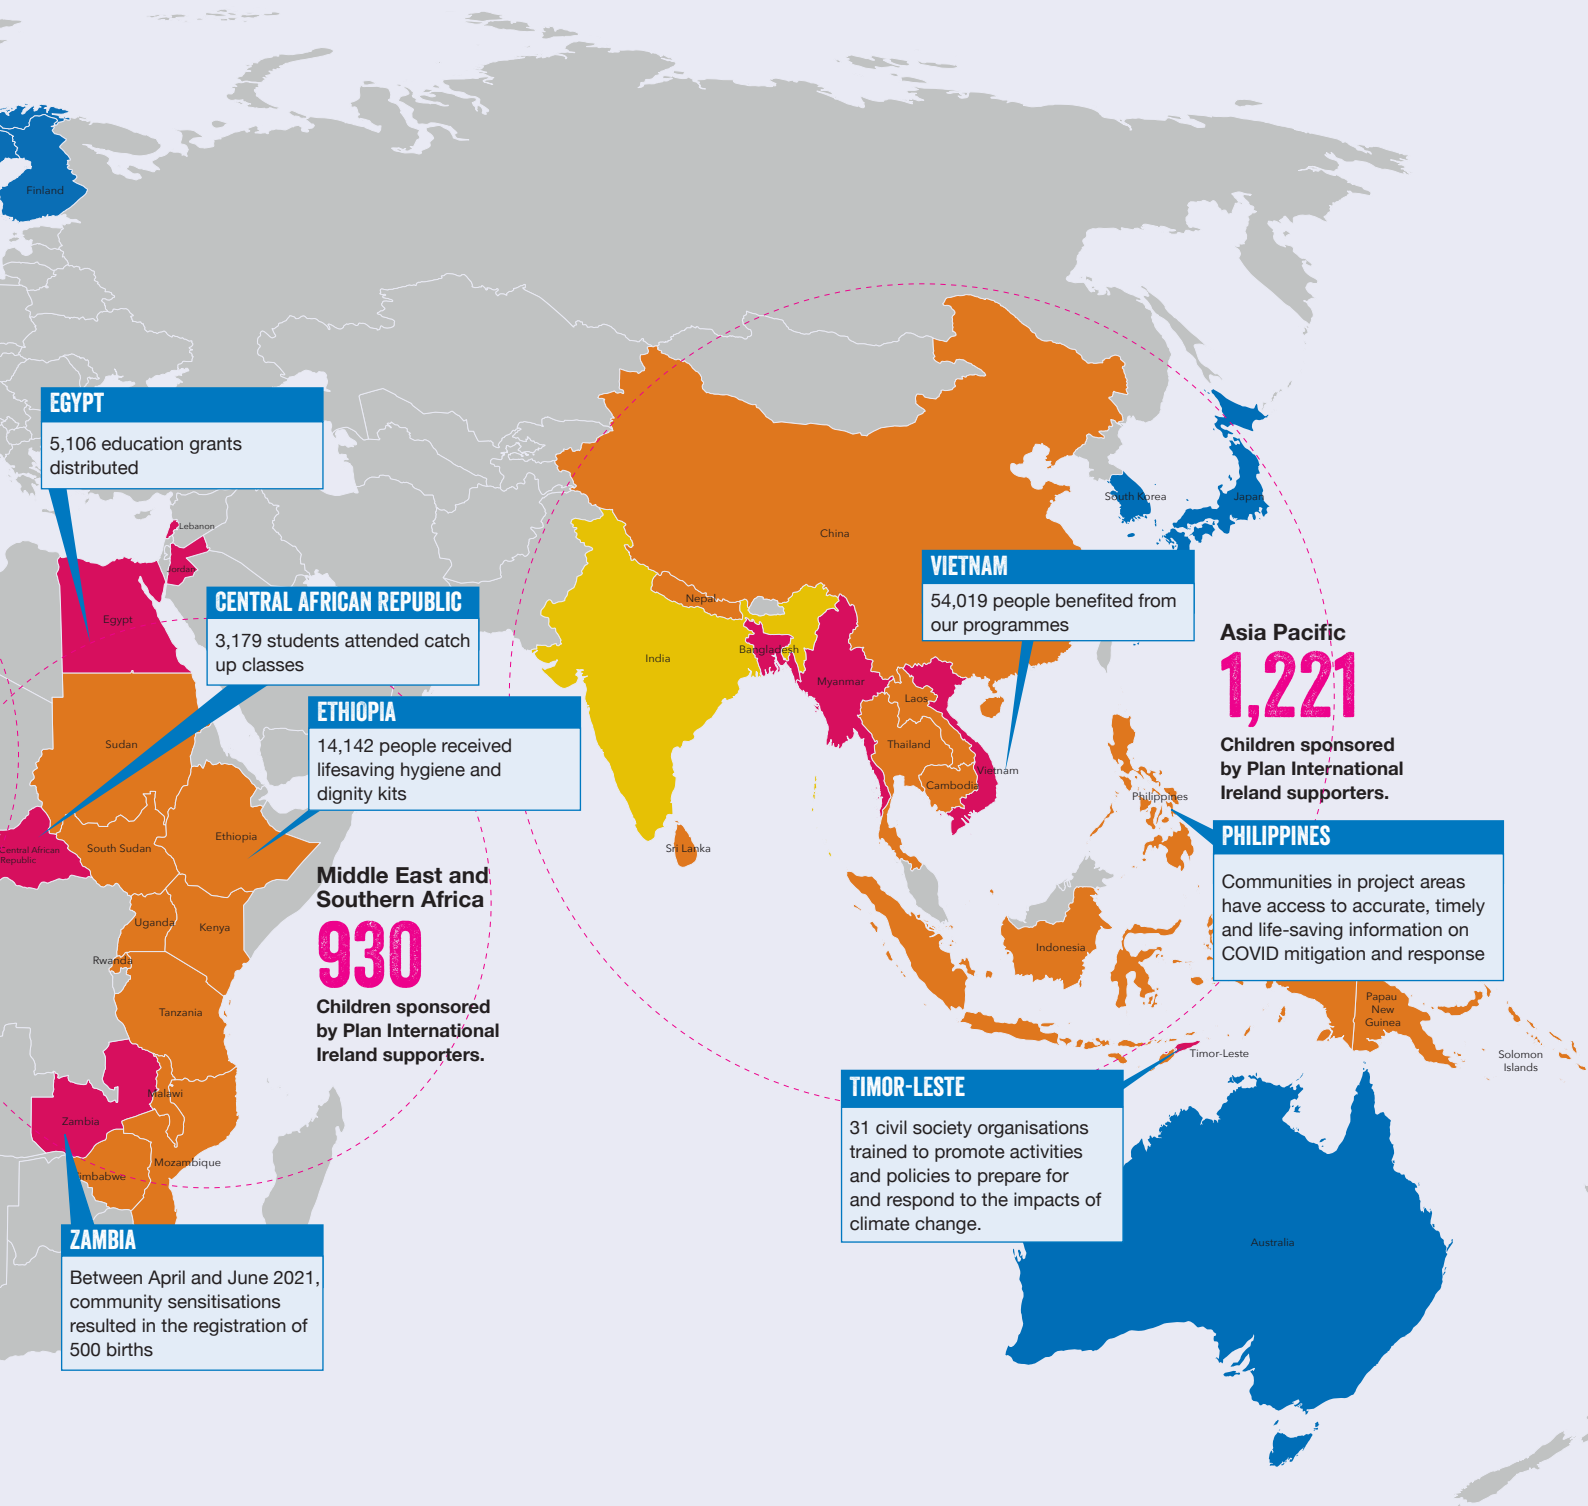 Finland
EGYPT
5,106 education grants
distributed
Lebanon
Jordan
Egypt
CENTRAL AFRICAN REPUBLIC
3,179 students attended catch
up classes
ETHIOPIA
14,142 people received
lifesaving hygiene and
dignity kits
Sudan
Central African
Republic
South Sudan
Ethiopia
Uganda
Kenya
Rwanda
Tanzania
Malawi
Zambia
Mozambique
imbabwe
Middle East and
Southern Africa
930
Children sponsored
by Plan International
Ireland supporters.
ZAMBIA
Between April and June 2021,
community sensitisations
resulted in the registration of
500 births
China
South Korea
Japan
Nepal
India
Bangladesh
Myanmar
Laos
Thailand
Vietnam
Cambodia
Sri Lanka
VIETNAM
54,019 people benefited from
our programmes
Asia Pacific
1,221
Children sponsored
by Plan International
Ireland supporters.
Philippines
PHILIPPINES
Communities in project areas
have access to accurate, timely
and life-saving information on
COVID mitigation and response
Indonesia
Papau
New
Guinea
Solomon
Islands
Timor-Leste
TIMOR-LESTE
31 civil society organisations
trained to promote activities
and policies to prepare for
and respond to the impacts of
climate change.
Australia